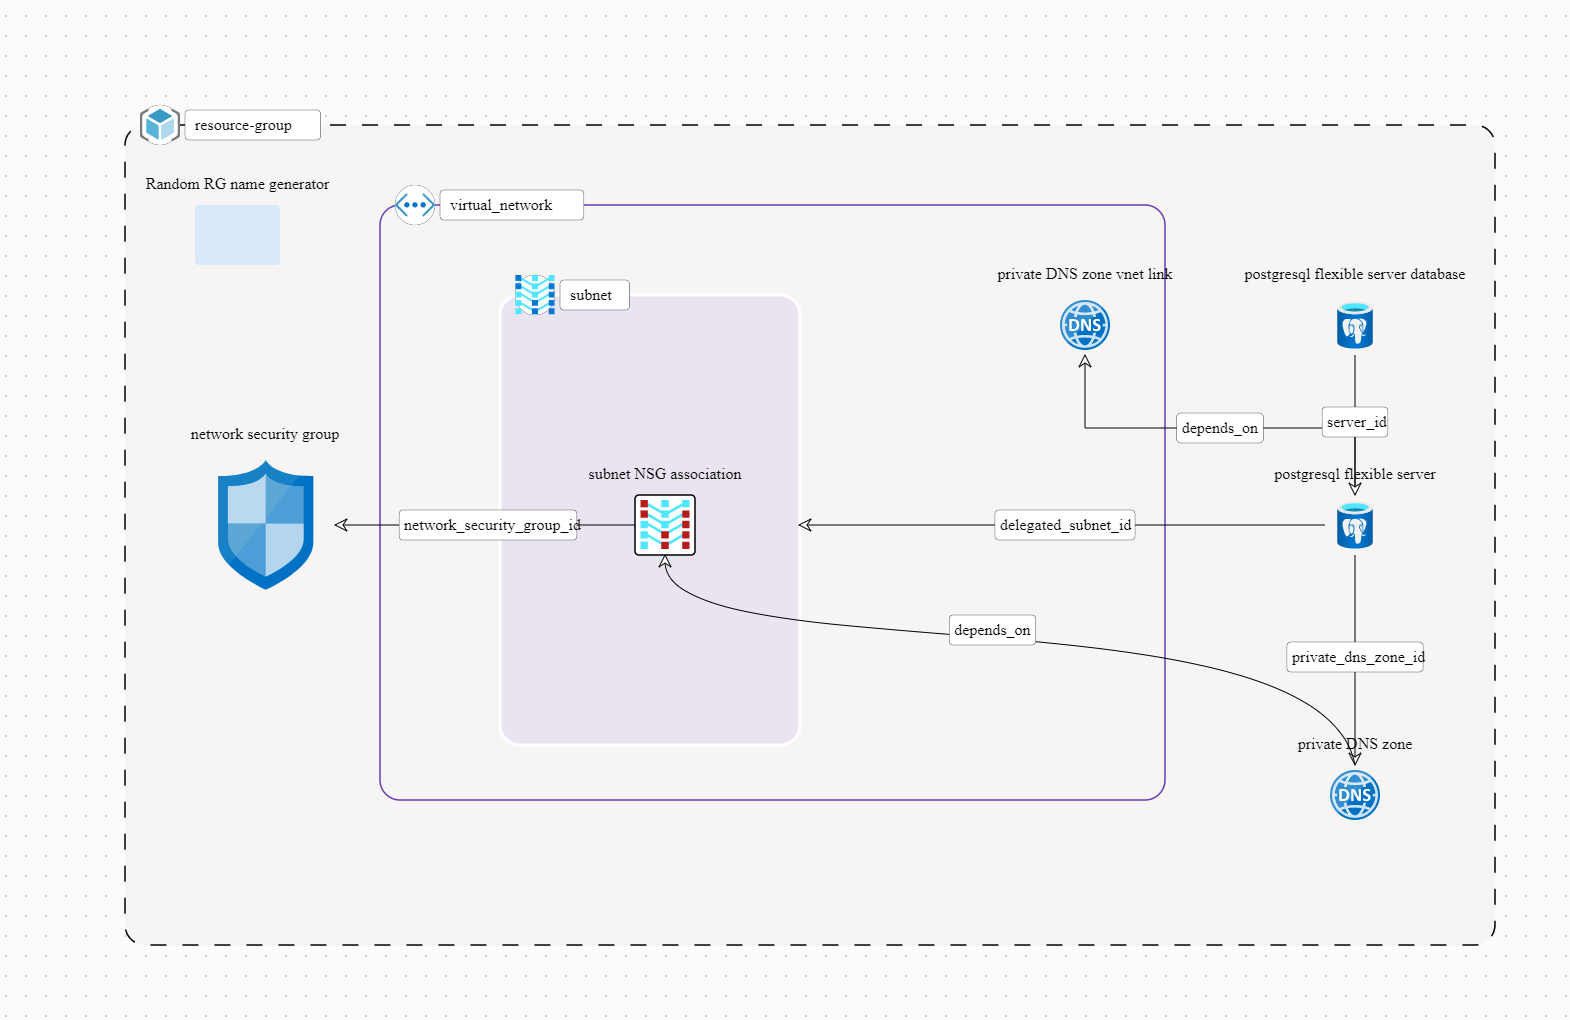 resource-group
Random RG name generator
virtual_network
private DNS zone vnet link
postgresql flexible server database
subnet
DNS
server_id
depends_on
network security group
subnet NSG association
postgresql flexible server
network_security_group_id
delegated_subnet_id
depends_on
private_dns_zone_id
private DNS zone
DNS